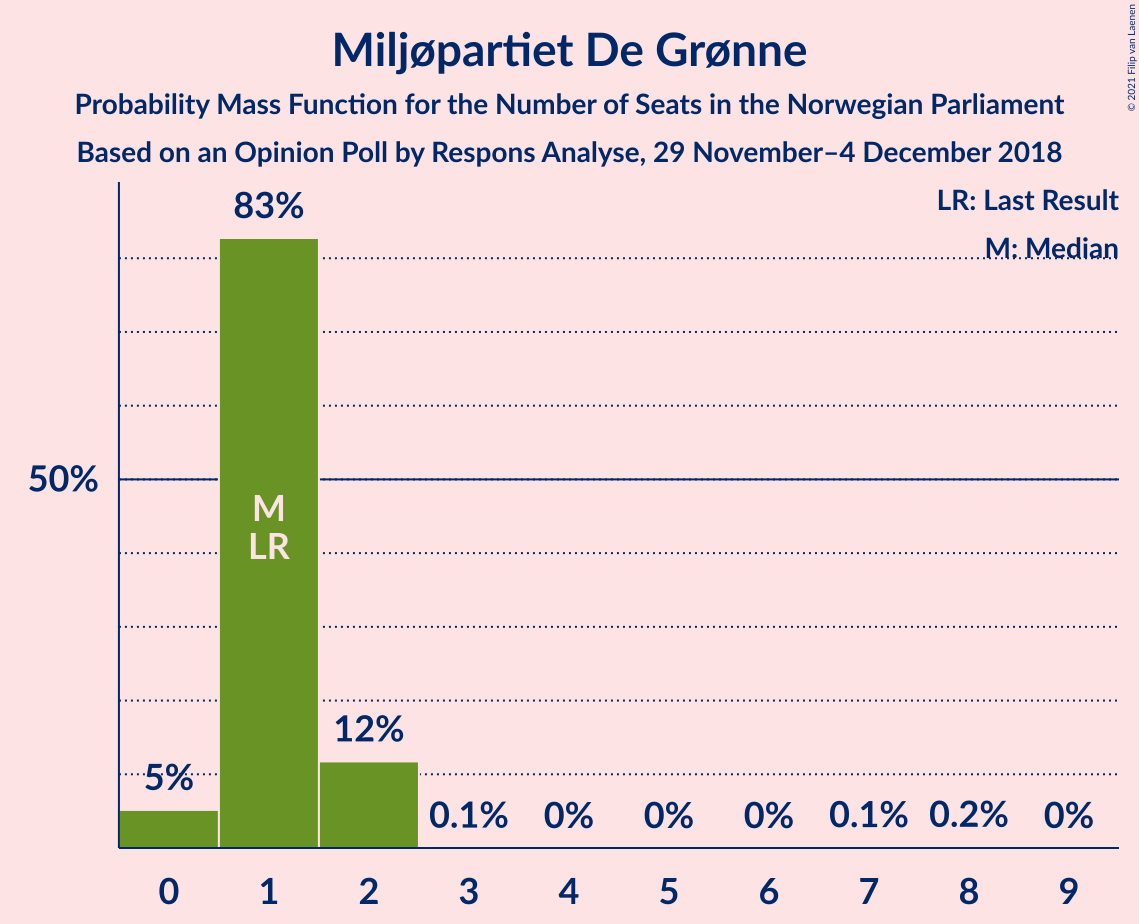 Miljøpartiet De Grønne
Probability Mass Function for the Number of Seats in the Norwegian Parliament
Based on an Opinion Poll by Respons Analyse, 29 November–4 December 2018
© 2021 Filip van Laenen
LR: Last Result
M: Median
83%
50%
M
LR
12%
5%
0.1%
0%
0%
0%
0.1%
0.2%
0%
0 1 2 3 4 5 6 7 8 9